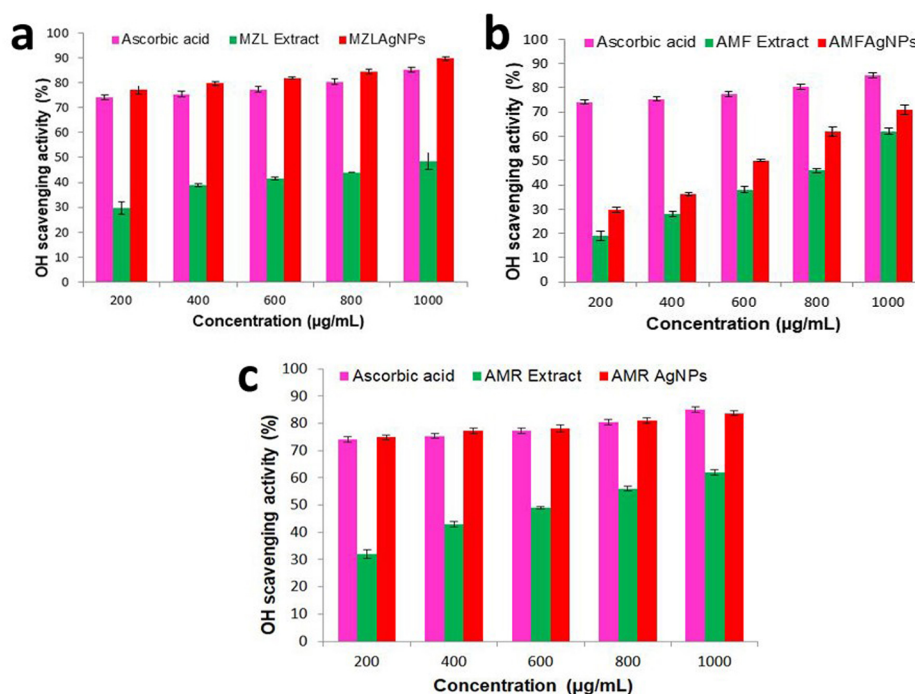 a
Ascorbic acid MZL Extract MZLAgNPs
OH scavenging activity (%)
100
90
80
70
60
50
40
30
20
10
0
200 400 600 800 1000
Concentration (µg/mL)
b
Ascorbic acid AMF Extract AMFAgNPs
OH scavenging activity (%)
100
90
80
70
60
50
40
30
20
10
0
200 400 600 800 1000
Concentration (µg/mL)
c
Ascorbic acid AMR Extract AMR AgNPs
OH scavenging activity (%)
100
90
80
70
60
50
40
30
20
10
0
200 400 600 800 1000
Concentration (µg/mL)